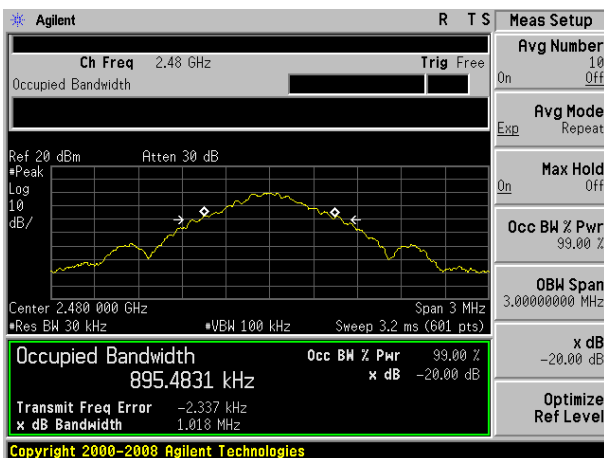 Agilent R T S Meas Setup
Ch Freq 2.48 GHz Trig Free
Occupied Bandwidth
Ref 20 dBm Atten 30 dB
#Peak
Log
10
dB/
Center 2.480 000 GHz Span 3 MHz
#Res BW 30 kHz #VBW 100 kHz Sweep 3.2 ms (601 pts)
Occupied Bandwidth Occ BW % Pwr 99.00 %
895.4831 kHz x dB -20.00 dB
Transmit Freq Error -2.337 kHz
x dB Bandwidth 1.018 MHz
Copyright 2000-2008 Agilent Technologies
Avg Number
10
On Off
Avg Mode
Exp Repeat
Max Hold
On Off
Occ BW % Pwr
99.00 %
OBW Span
3.00000000 MHz
x dB
-20.00 dB
Optimize
Ref Level